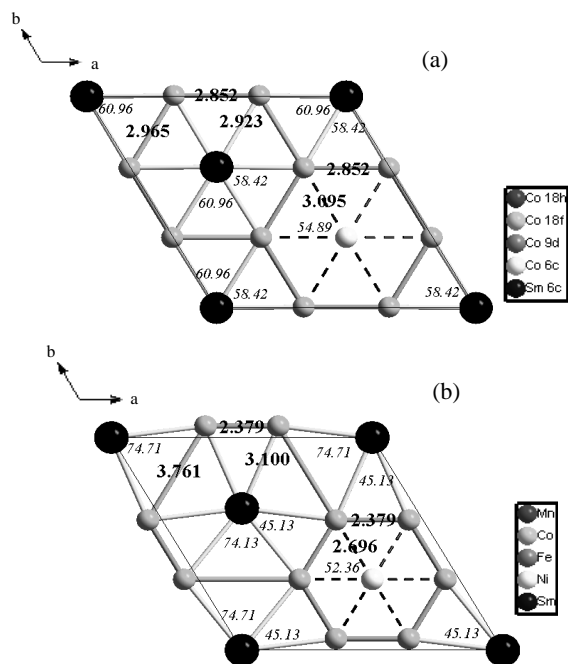 b
a
(a)
2.852
60.96
60.96
2.965
2.923
58.42
58.42
2.852
60.96
3.095
54.89
60.96
58.42
58.42
Co 18h
Co 18f
Co 9d
Co 6c
Sm 6c
b
a
(b)
2.379
74.71
74.71
3.761
3.100
45.13
45.13
2.379
74.13
2.696
52.36
74.71
45.13
45.13
Mn
Co
Fe
Ni
Sm